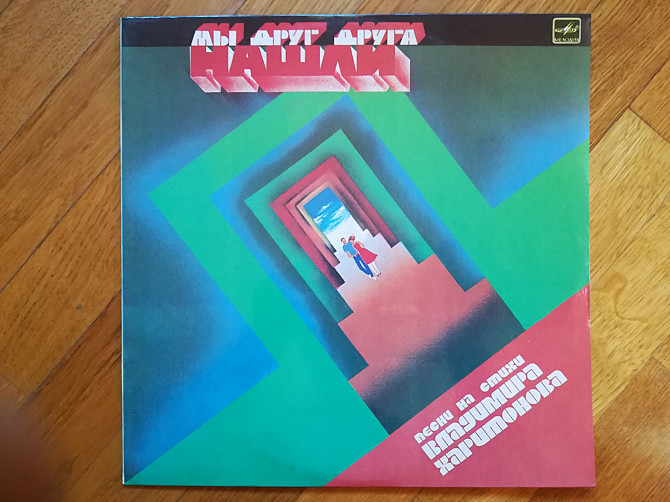 МЫ ДРУГ ДРУГА
НАШЛИ
ПЕСНИ НА СТИХИ
ВЛАДИМИРА
ХАРИТОНОВА